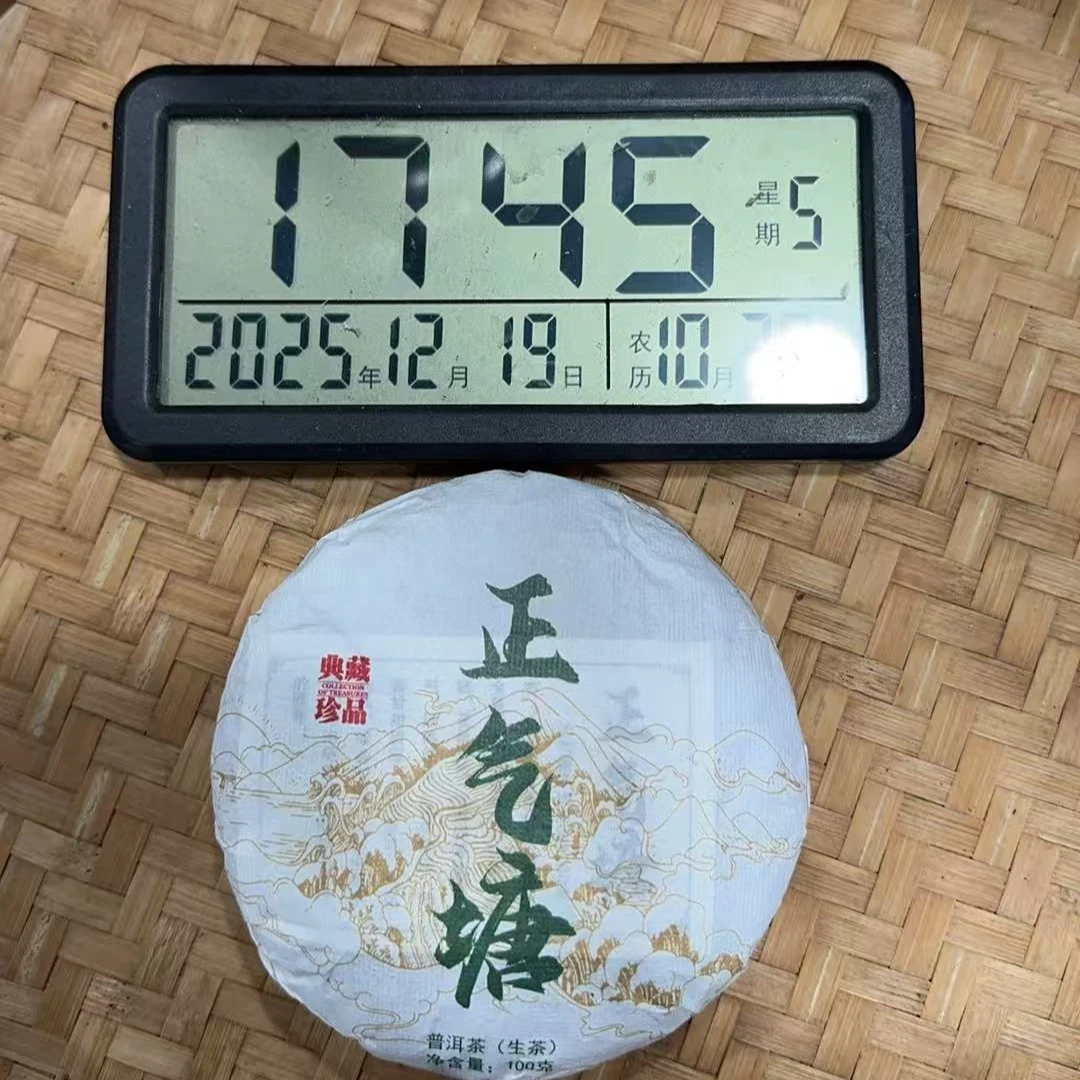 1745
星期5
2025年12月19日
农历10月
典藏
COLLECTION
OF TREASURES
珍品
正气塘
普洱茶（生茶）
净含量：100克